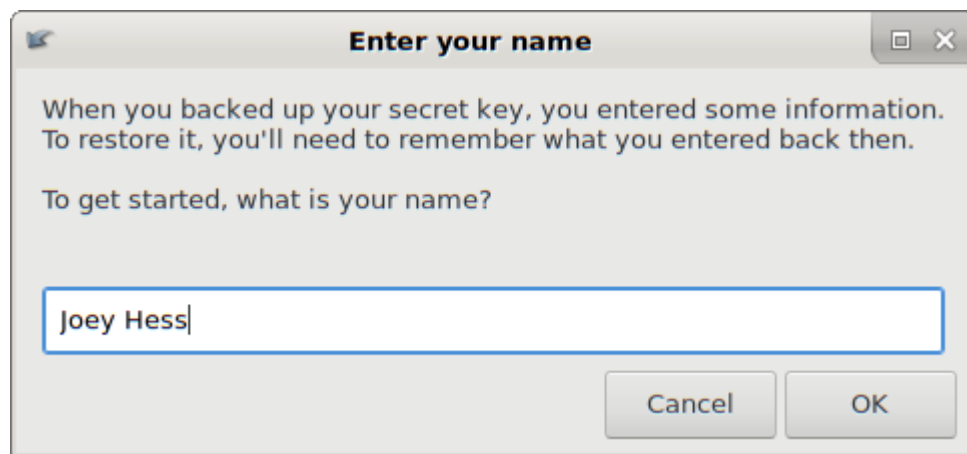 Enter your name
When you backed up your secret key, you entered some information.
To restore it, you'll need to remember what you entered back then.
To get started, what is your name?
Joey Hess
Cancel OK